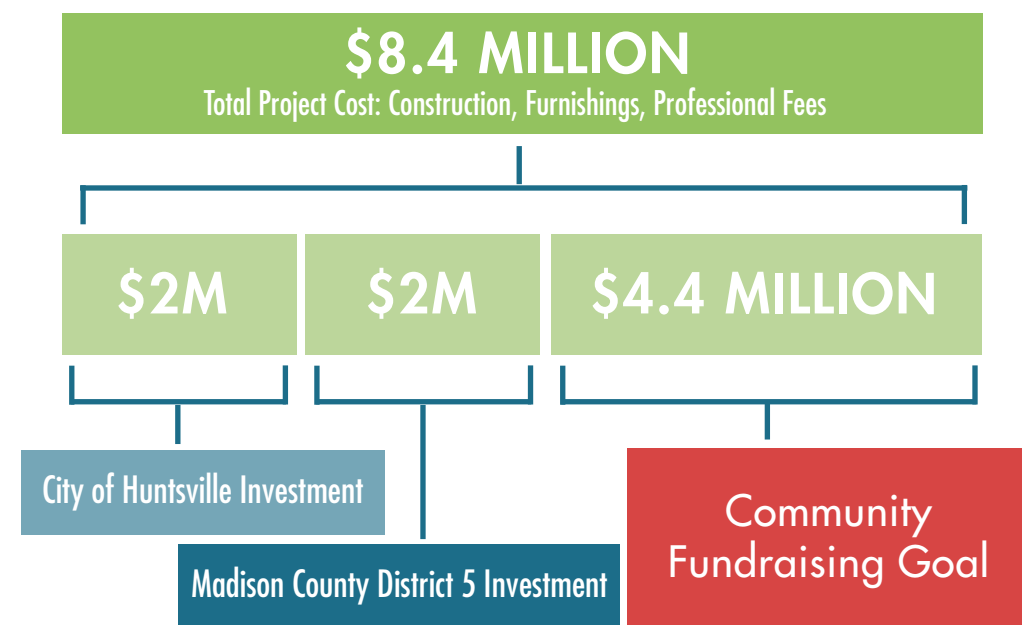 $8.4 MILLION
Total Project Cost: Construction, Furnishings, Professional Fees
$2M
$2M
$4.4 MILLION
City of Huntsville Investment
Madison County District 5 Investment
Community
Fundraising Goal